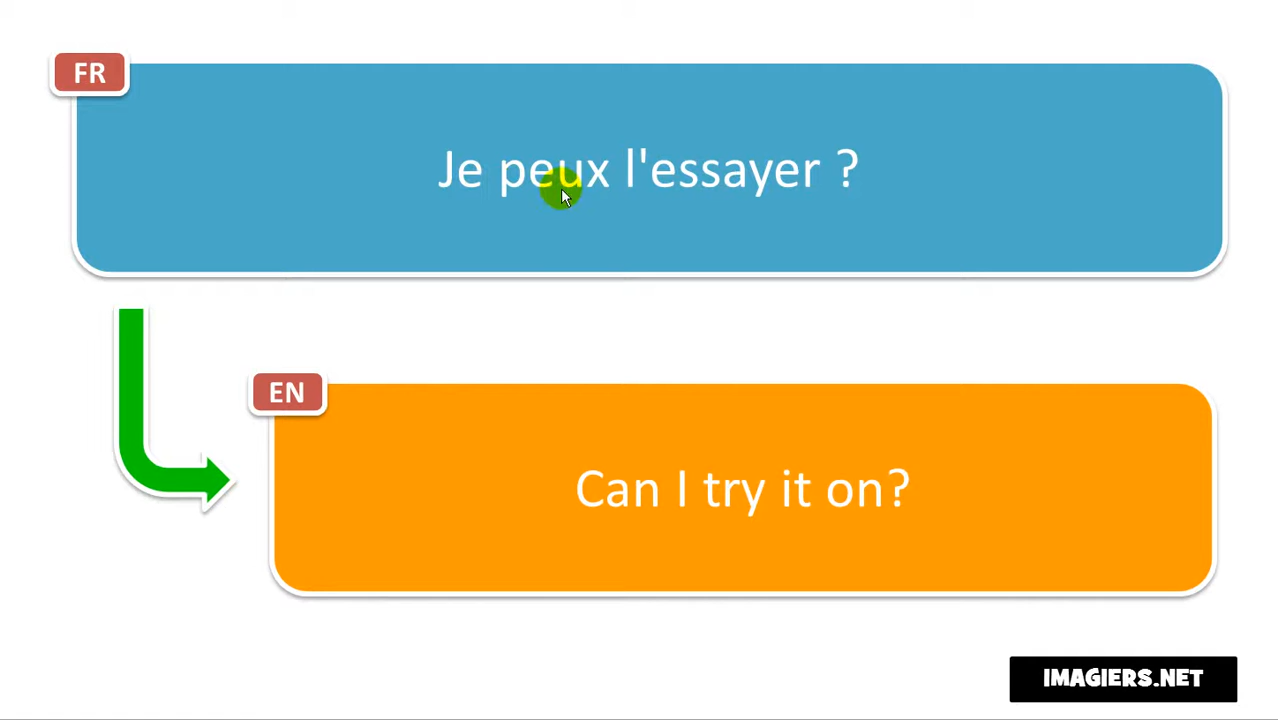 FR
Je peux l'essayer ?
EN
Can I try it on?
IMAGIERS.NET